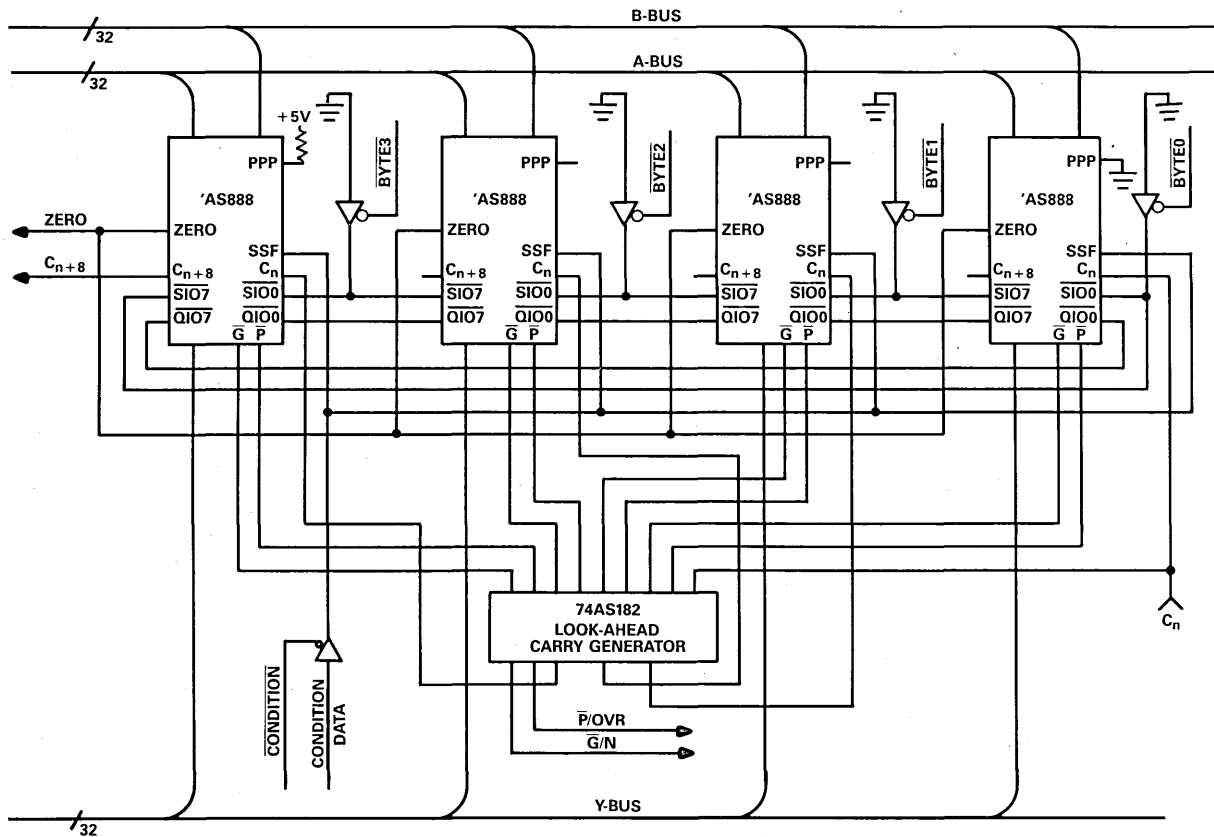 B-BUS
32
A-BUS
32
+5V
PPP
BYTE3
PPP
BYTE2
PPP
BYTE1
PPP
BYTE0
'AS888
'AS888
'AS888
'AS888
ZERO
ZERO
ZERO
ZERO
ZERO
SSF
SSF
SSF
SSF
Cn+8
Cn+8
Cn
Cn+8
Cn
Cn+8
Cn
Cn+8
Cn
SIO7
SIO0
SIO7
SIO0
SIO7
SIO0
SIO7
SIO0
QIO7
QIO0
QIO7
QIO0
QIO7
QIO0
QIO7
QIO0
G P
G P
G P
G P
74AS182
LOOK-AHEAD
CARRY GENERATOR
Cn
CONDITION
CONDITION
DATA
P/OVR
G/N
Y-BUS
32